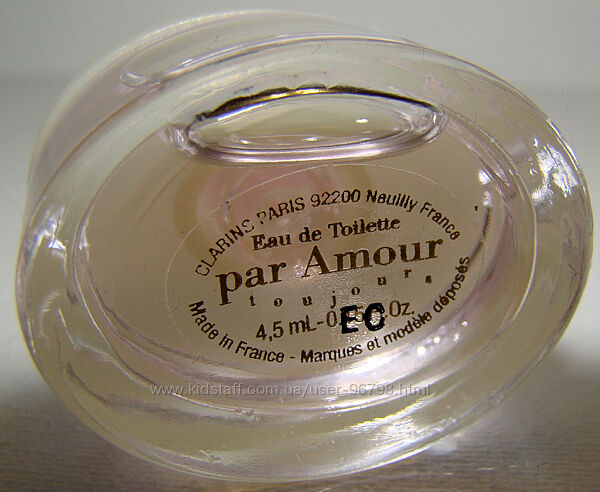 CLARINS PARIS 92200 Neuilly France
Eau de Toilette
par Amour
toujours
4,5 mL-0. Oz.
EC
Made in France - Marques et modèle déposés
www.kidstaff.com.ua/user-96798.html